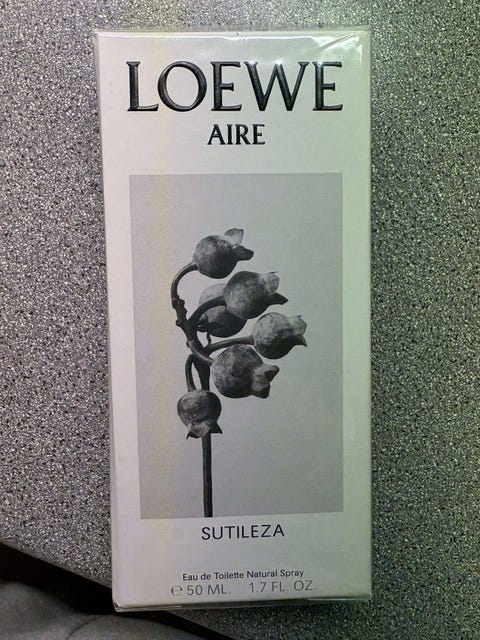 LOEWE
AIRE
SUTILEZA
Eau de Toilette Natural Spray
℮ 50 ML. 1.7 FL. OZ.